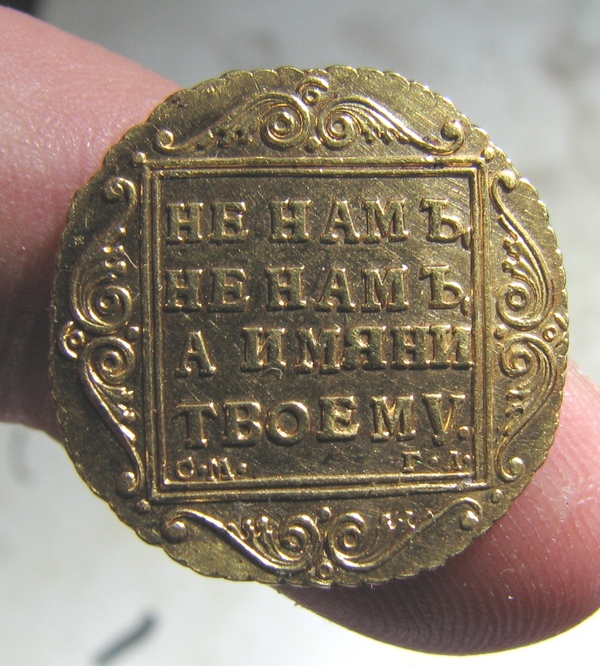 НЕ НАМЪ,
НЕ НАМЪ,
А ИМЯНИ
ТВОЕМУ.
С.М. Г.I.